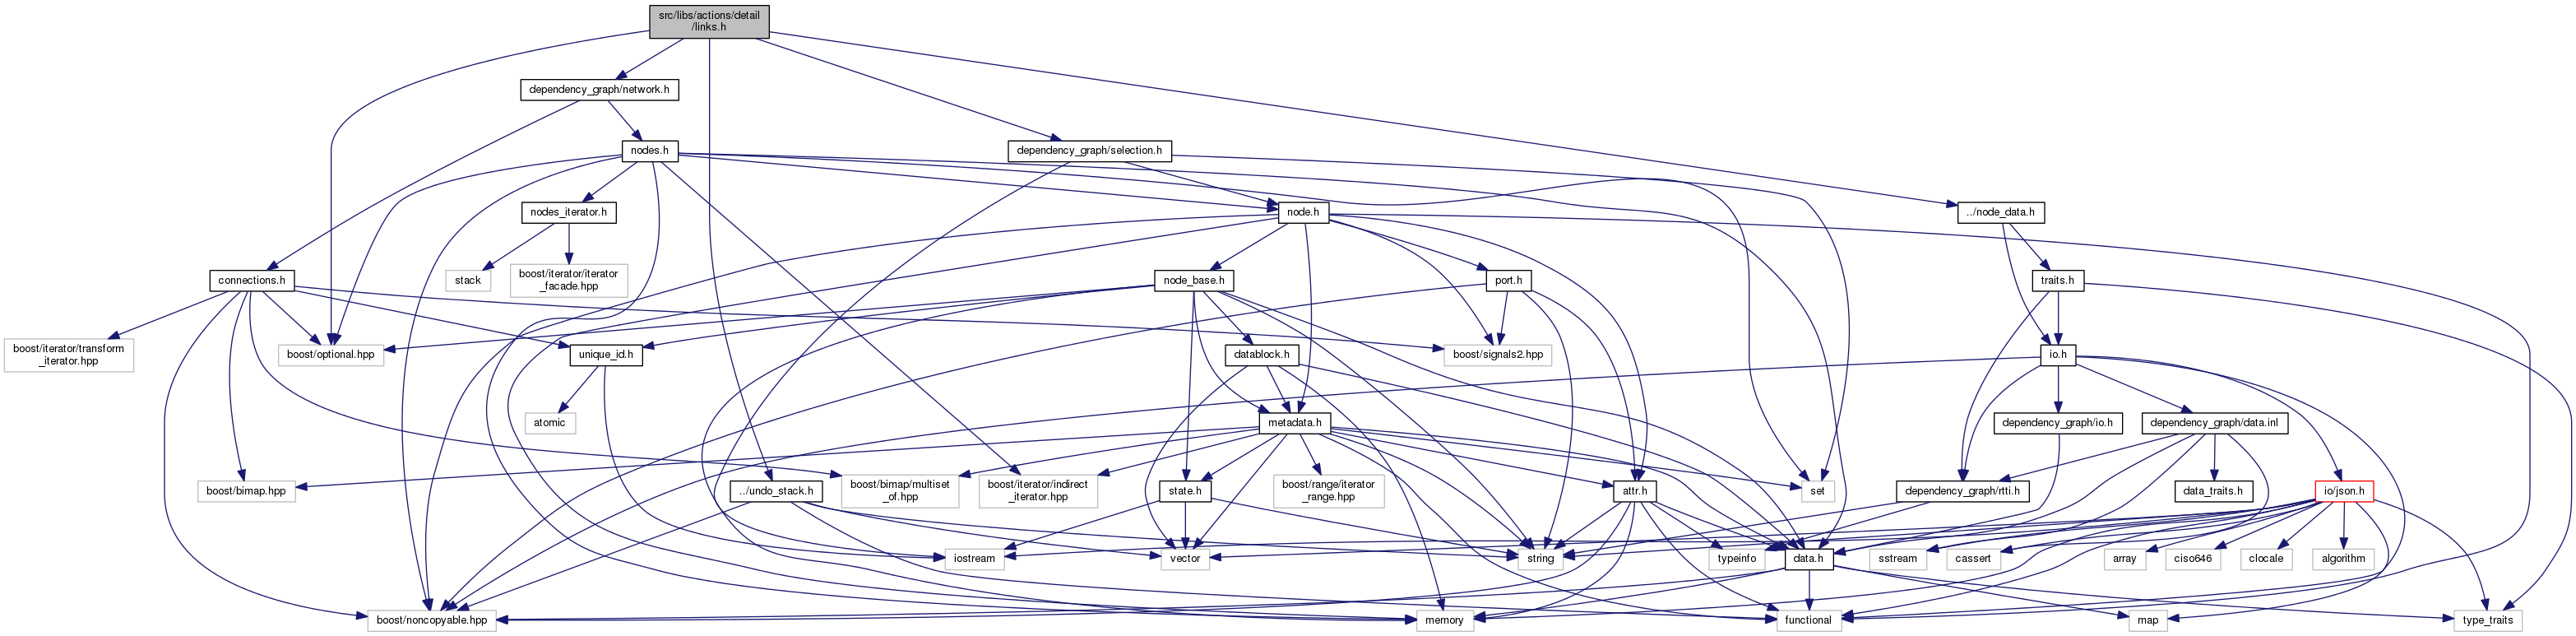 src/libs/actions/detail
/links.h
dependency_graph/network.h
nodes.h
dependency_graph/selection.h
nodes_iterator.h
node.h
../node_data.h
connections.h
stack
boost/iterator/iterator
_facade.hpp
node_base.h
port.h
traits.h
boost/iterator/transform
_iterator.hpp
boost/optional.hpp
unique_id.h
datablock.h
boost/signals2.hpp
io.h
atomic
metadata.h
dependency_graph/io.h
dependency_graph/data.inl
boost/bimap.hpp
../undo_stack.h
boost/bimap/multiset
_of.hpp
boost/iterator/indirect
_iterator.hpp
state.h
boost/range/iterator
_range.hpp
attr.h
set
dependency_graph/rtti.h
data_traits.h
io/json.h
iostream
vector
string
typeinfo
data.h
sstream
cassert
array
ciso646
clocale
algorithm
boost/noncopyable.hpp
memory
functional
map
type_traits